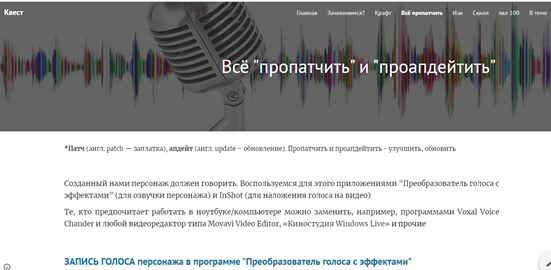 Квест
Главная Зачекинимся? Крафт Всё пропатчить Изи Скилл лвл 100 В теме
Всё "пропатчить" и "проапдейтить"
*Патч (англ. patch — заплатка), апдейт (англ. update – обновление). Пропатчить и проапдейтить - улучшить, обновить
Созданный нами персонаж должен говорить. Воспользуемся для этого приложениями "Преобразователь голоса с
эффектами" (для озвучки персонажа) и InShot (для наложения голоса на видео)
Те, кто предпочитает работать в ноутбуке/компьютере можно заменить, например, программами Voxal Voice
Chander и любой видеоредактор типа Movavi Video Editor, «Киностудия Windows Live» и прочие
ЗАПИСЬ ГОЛОСА персонажа в программе "Преобразователь голоса с эффектами"